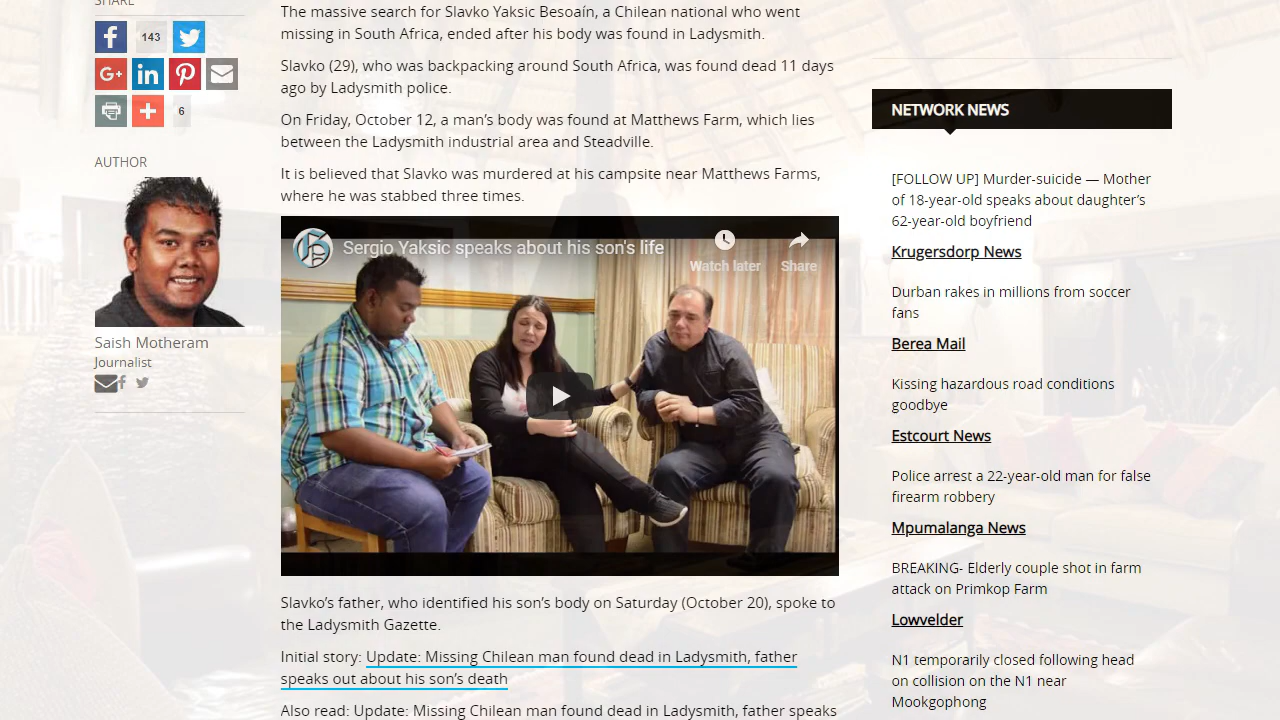 SHARE
143
6
AUTHOR
Saish Motheram
Journalist
The massive search for Slavko Yaksic Besoaín, a Chilean national who went
missing in South Africa, ended after his body was found in Ladysmith.
Slavko (29), who was backpacking around South Africa, was found dead 11 days
ago by Ladysmith police.
On Friday, October 12, a man’s body was found at Matthews Farm, which lies
between the Ladysmith industrial area and Steadville.
It is believed that Slavko was murdered at his campsite near Matthews Farms,
where he was stabbed three times.
Sergio Yaksic speaks about his son's life
Watch later
Share
Slavko’s father, who identified his son’s body on Saturday (October 20), spoke to
the Ladysmith Gazette.
Initial story: Update: Missing Chilean man found dead in Ladysmith, father
speaks out about his son’s death
Also read: Update: Missing Chilean man found dead in Ladysmith, father speaks
NETWORK NEWS
[FOLLOW UP] Murder-suicide — Mother
of 18-year-old speaks about daughter’s
62-year-old boyfriend
Krugersdorp News
Durban rakes in millions from soccer
fans
Berea Mail
Kissing hazardous road conditions
goodbye
Estcourt News
Police arrest a 22-year-old man for false
firearm robbery
Mpumalanga News
BREAKING- Elderly couple shot in farm
attack on Primkop Farm
Lowvelder
N1 temporarily closed following head
on collision on the N1 near
Mookgophong